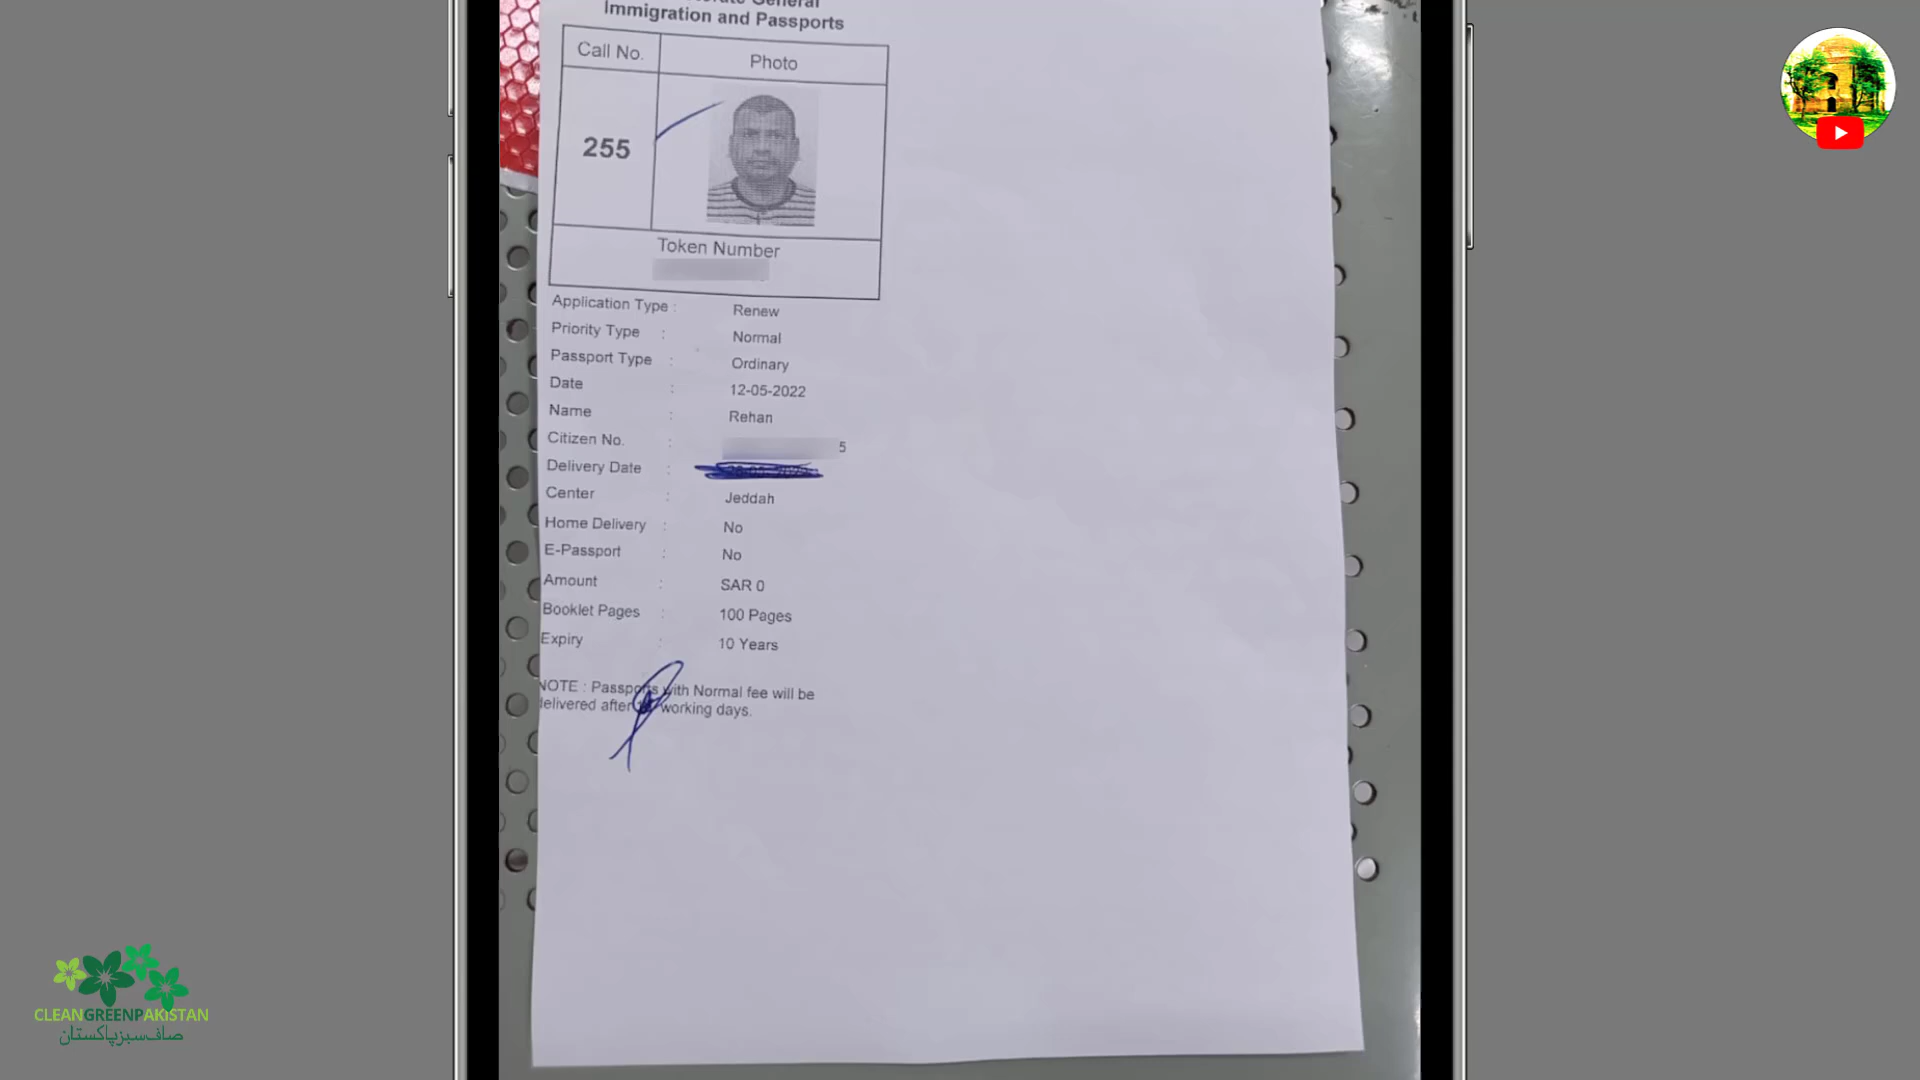 Immigration and Passports
Call No. Photo
255
Token Number
Application Type : Renew
Priority Type : Normal
Passport Type : Ordinary
Date : 12-05-2022
Name : Rehan
Citizen No. : 5
Delivery Date :
Center : Jeddah
Home Delivery : No
E-Passport : No
Amount : SAR 0
Booklet Pages : 100 Pages
Expiry : 10 Years
NOTE : Passports with Normal fee will be
delivered after working days.
CLEANGREENPAKISTAN
صاف سبز پاکستان